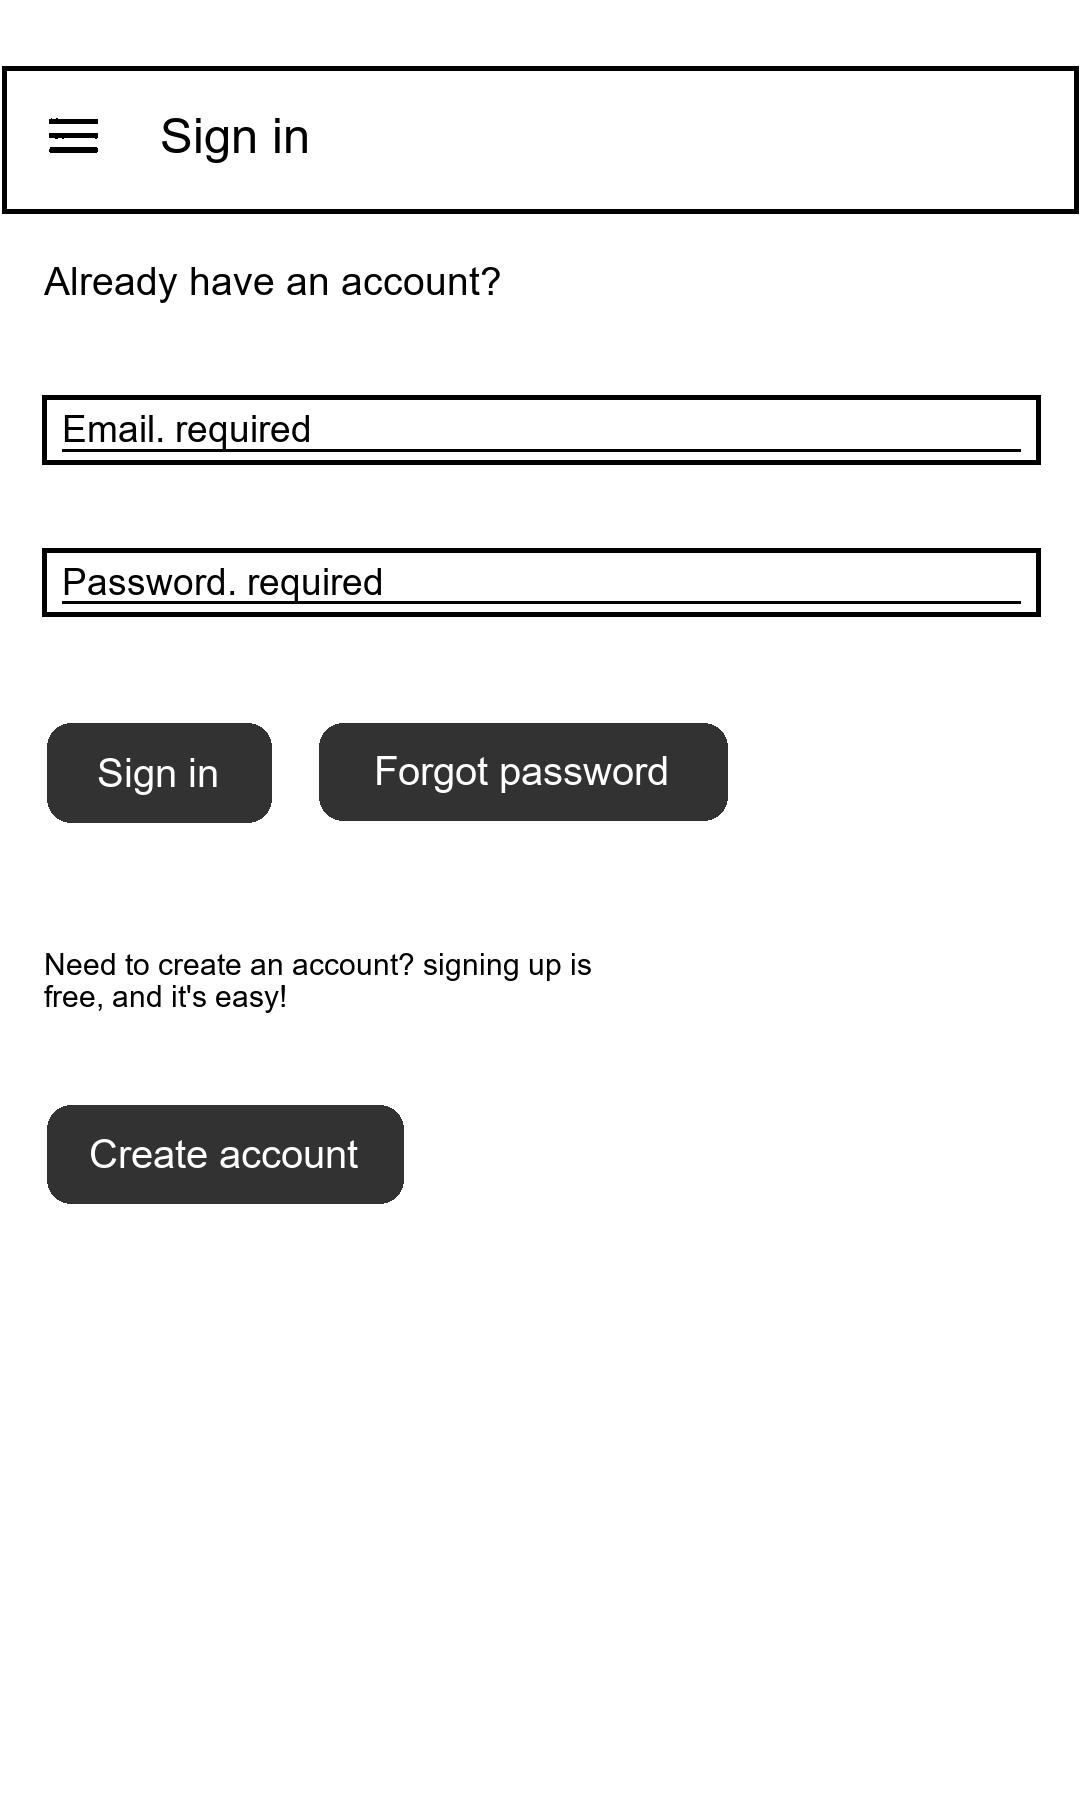 Sign in
Already have an account?
Email. required
Password. required
Sign in
Forgot password
Need to create an account? signing up is
free, and it's easy!
Create account